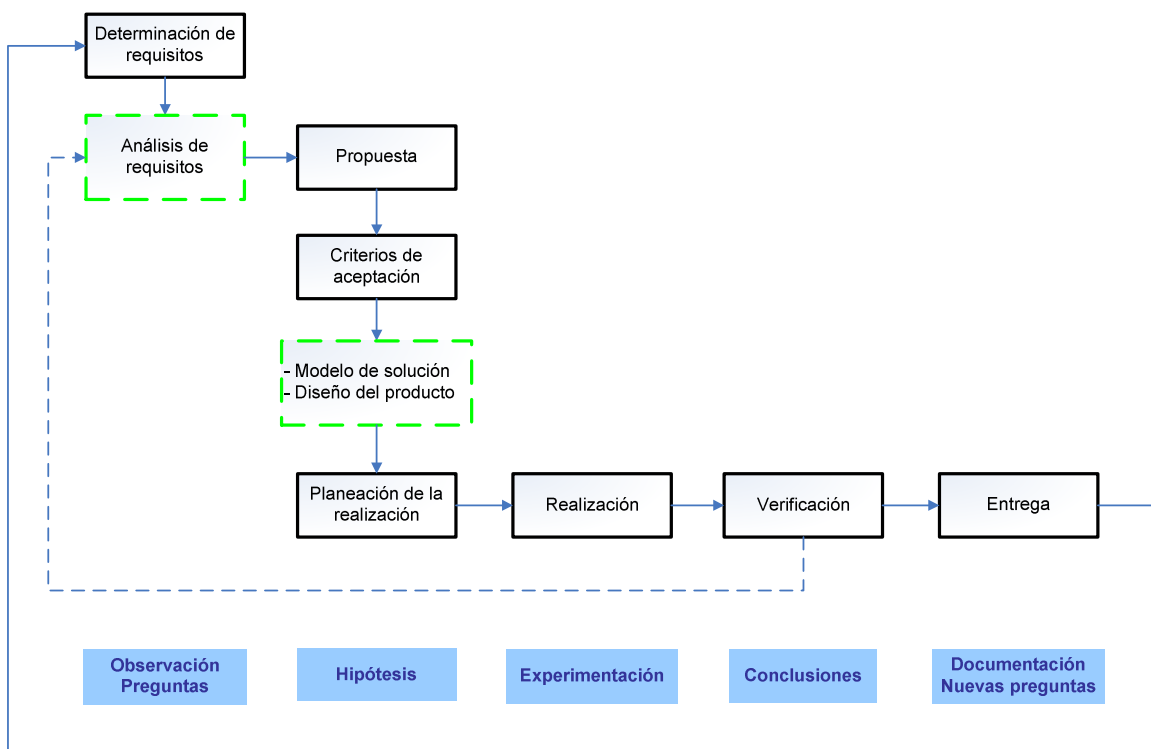 Determinación de
requisitos
Análisis de
requisitos
Propuesta
Criterios de
aceptación
- Modelo de solución
- Diseño del producto
Planeación de la
realización
Realización
Verificación
Entrega
Observación
Preguntas
Hipótesis
Experimentación
Conclusiones
Documentación
Nuevas preguntas